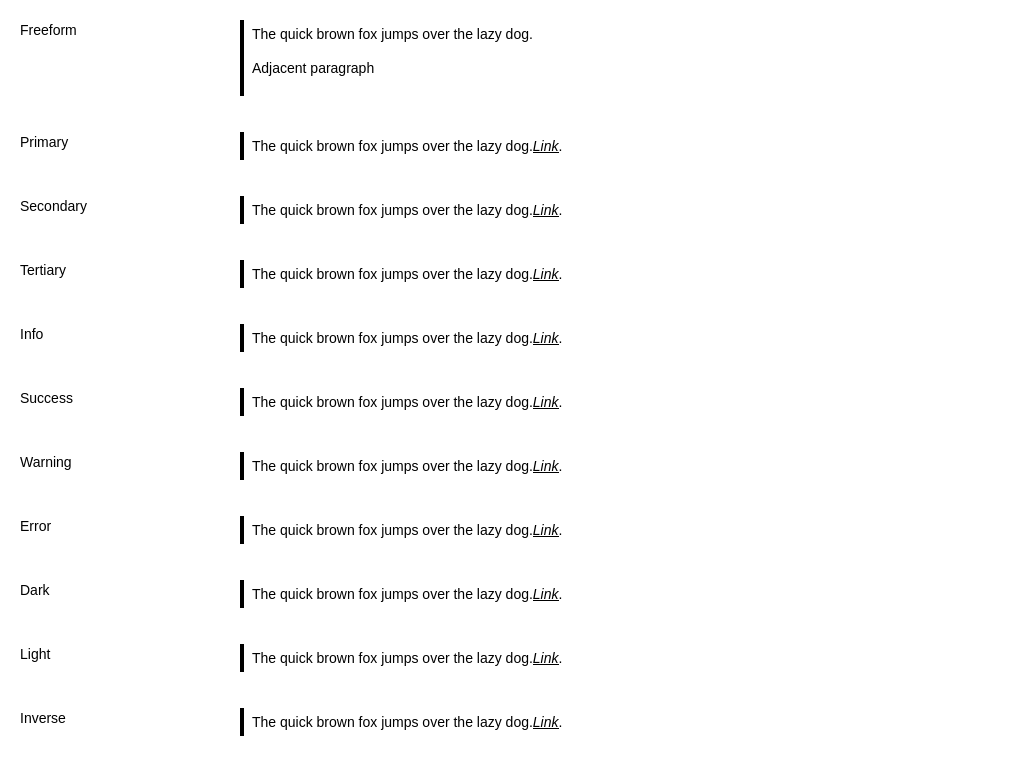 Freeform
The quick brown fox jumps over the lazy dog.
Adjacent paragraph
Primary
The quick brown fox jumps over the lazy dog.Link.
Secondary
The quick brown fox jumps over the lazy dog.Link.
Tertiary
The quick brown fox jumps over the lazy dog.Link.
Info
The quick brown fox jumps over the lazy dog.Link.
Success
The quick brown fox jumps over the lazy dog.Link.
Warning
The quick brown fox jumps over the lazy dog.Link.
Error
The quick brown fox jumps over the lazy dog.Link.
Dark
The quick brown fox jumps over the lazy dog.Link.
Light
The quick brown fox jumps over the lazy dog.Link.
Inverse
The quick brown fox jumps over the lazy dog.Link.